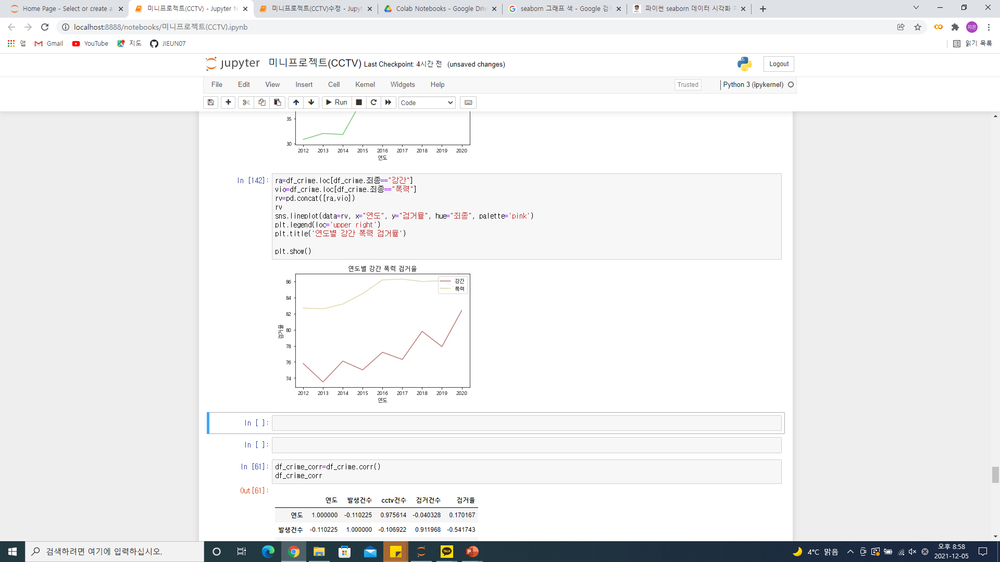 Home Page - Select or create a
미니프로젝트(CCTV) - Jupyter N
미니프로젝트(CCTV)수정 - Jupyt
Colab Notebooks - Google Driv
seaborn 그래프 색 - Google 검색
파이썬 seaborn 데이터 시각화
localhost:8888/notebooks/미니프로젝트(CCTV).ipynb
지은
앱
Gmail
YouTube
지도
JIEUN07
읽기 목록
jupyter 미니프로젝트(CCTV) Last Checkpoint: 4시간 전 (unsaved changes)
Logout
File Edit View Insert Cell Kernel Widgets Help
Trusted
Python 3 (ipykernel)
Run
Code
35
30
2012 2013 2014 2015 2016 2017 2018 2019 2020
연도
In [142]:
ra=df_crime.loc[df_crime.죄종=="강간"]
vio=df_crime.loc[df_crime.죄종=="폭력"]
rv=pd.concat([ra,vio])
rv
sns.lineplot(data=rv, x="연도", y="검거율", hue="죄종", palette='pink')
plt.legend(loc='upper right')
plt.title('연도별 강간 폭력 검거율')
plt.show()
연도별 강간 폭력 검거율
강간
폭력
86
84
82
80
78
76
74
검거율
2012 2013 2014 2015 2016 2017 2018 2019 2020
연도
In [ ]:
In [ ]:
In [61]:
df_crime_corr=df_crime.corr()
df_crime_corr
Out[61]:
연도 발생건수 cctv건수 검거건수 검거율
연도 1.000000 -0.110225 0.975614 -0.040328 0.170167
발생건수 -0.110225 1.000000 -0.106922 0.911968 -0.541743
검색하려면 여기에 입력하십시오.
TALK
P
4°C 맑음
오후 8:58
2021-12-05